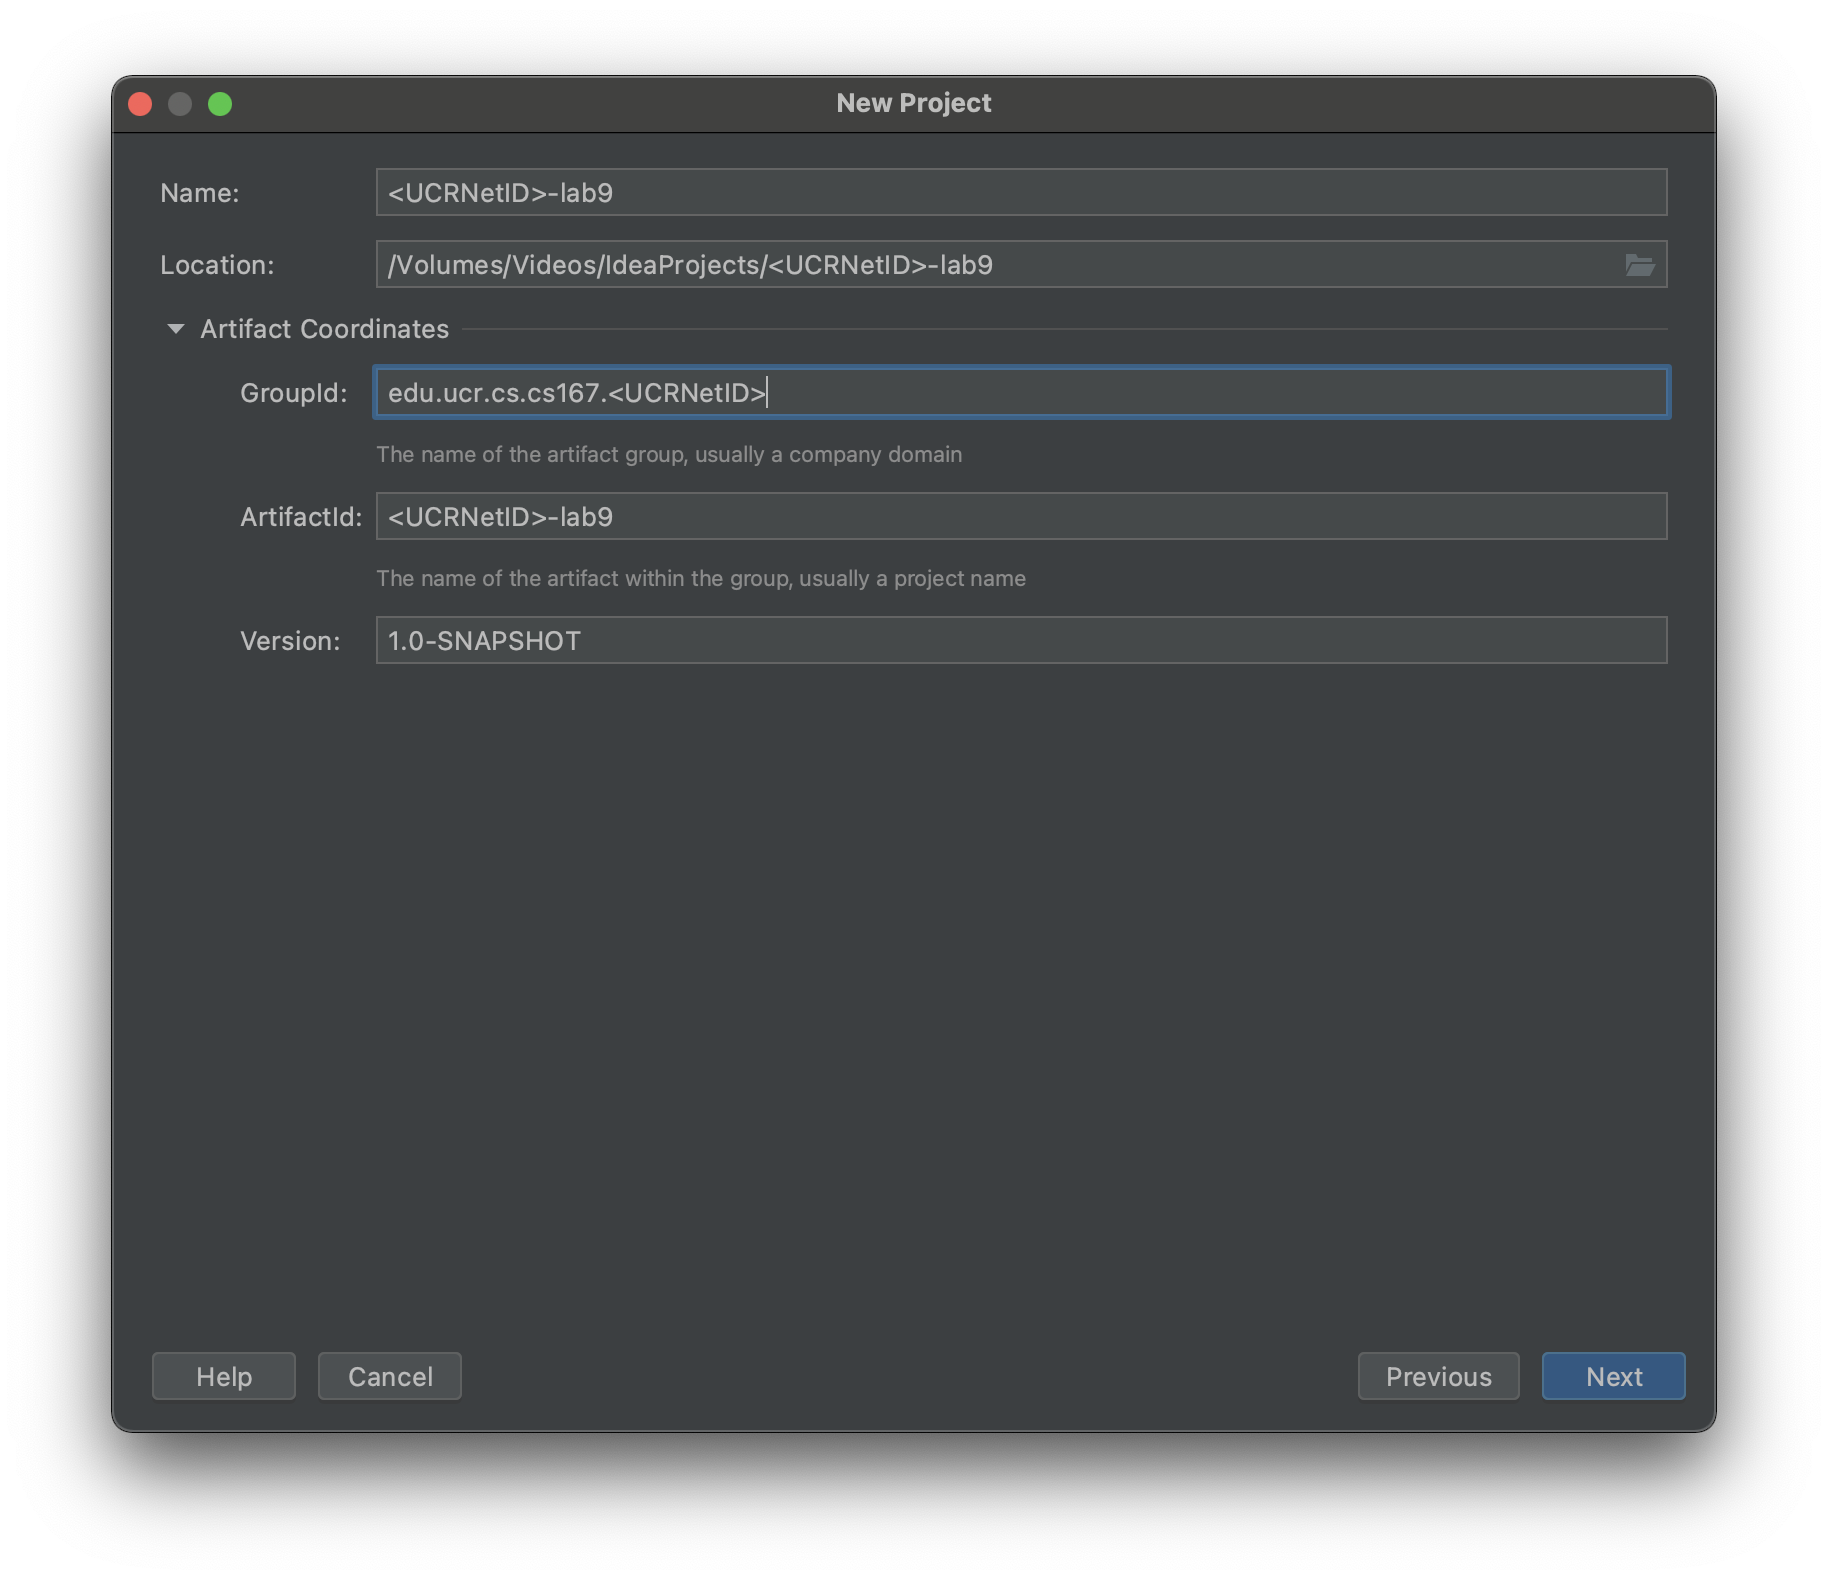 New Project
Name: <UCRNetID>-lab9
Location: /Volumes/Videos/IdeaProjects/<UCRNetID>-lab9
Artifact Coordinates
GroupId: edu.ucr.cs.cs167.<UCRNetID>
The name of the artifact group, usually a company domain
ArtifactId: <UCRNetID>-lab9
The name of the artifact within the group, usually a project name
Version: 1.0-SNAPSHOT
Help Cancel Previous Next